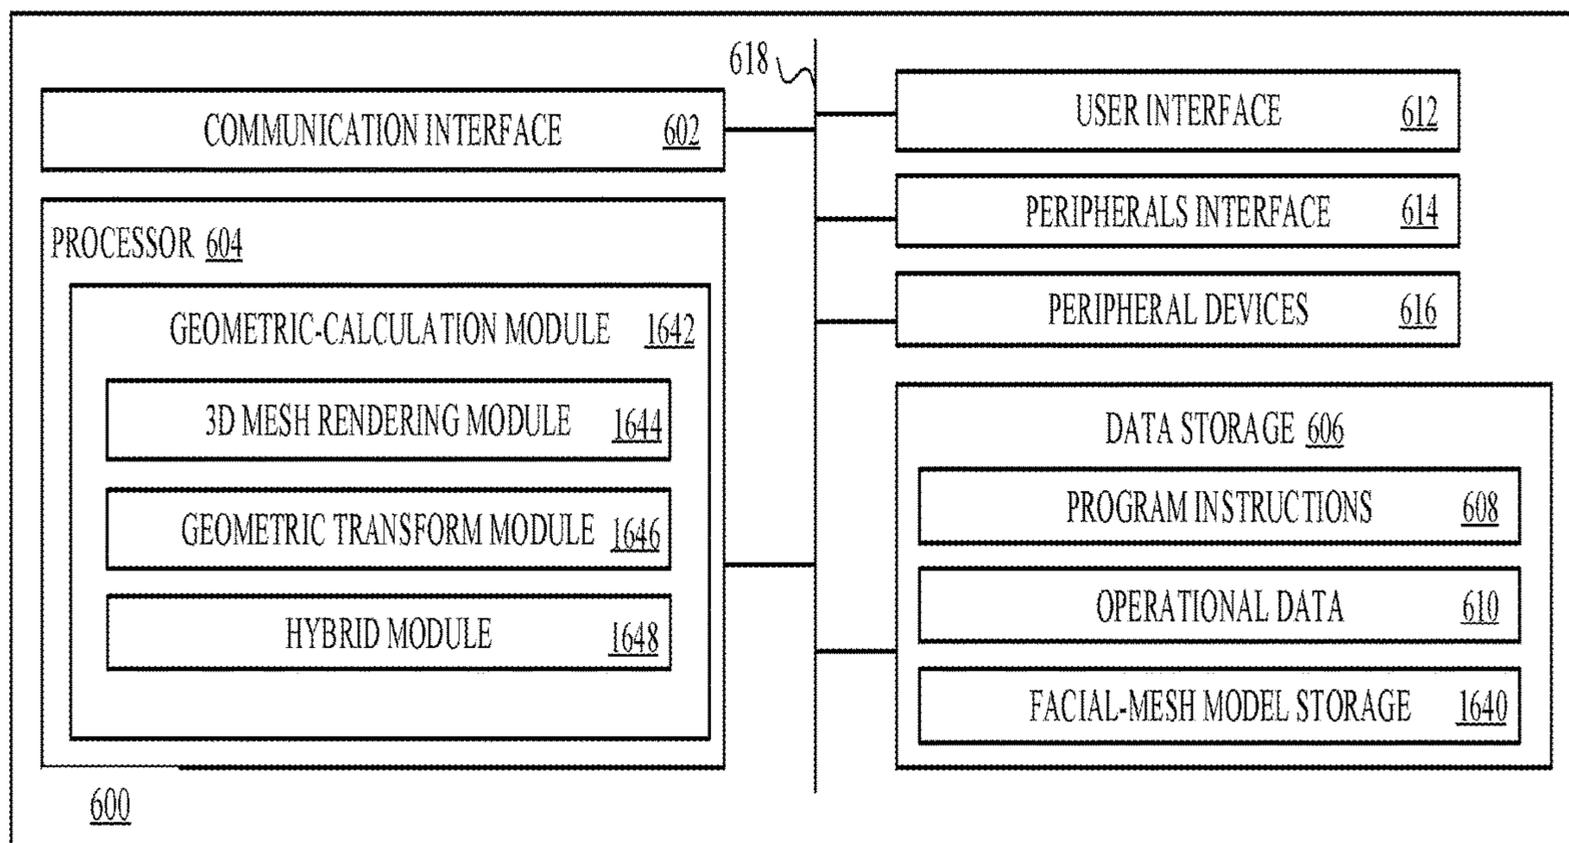 618
COMMUNICATION INTERFACE 602
PROCESSOR 604
GEOMETRIC-CALCULATION MODULE 1642
3D MESH RENDERING MODULE 1644
GEOMETRIC TRANSFORM MODULE 1646
HYBRID MODULE 1648
600
USER INTERFACE 612
PERIPHERALS INTERFACE 614
PERIPHERAL DEVICES 616
DATA STORAGE 606
PROGRAM INSTRUCTIONS 608
OPERATIONAL DATA 610
FACIAL-MESH MODEL STORAGE 1640